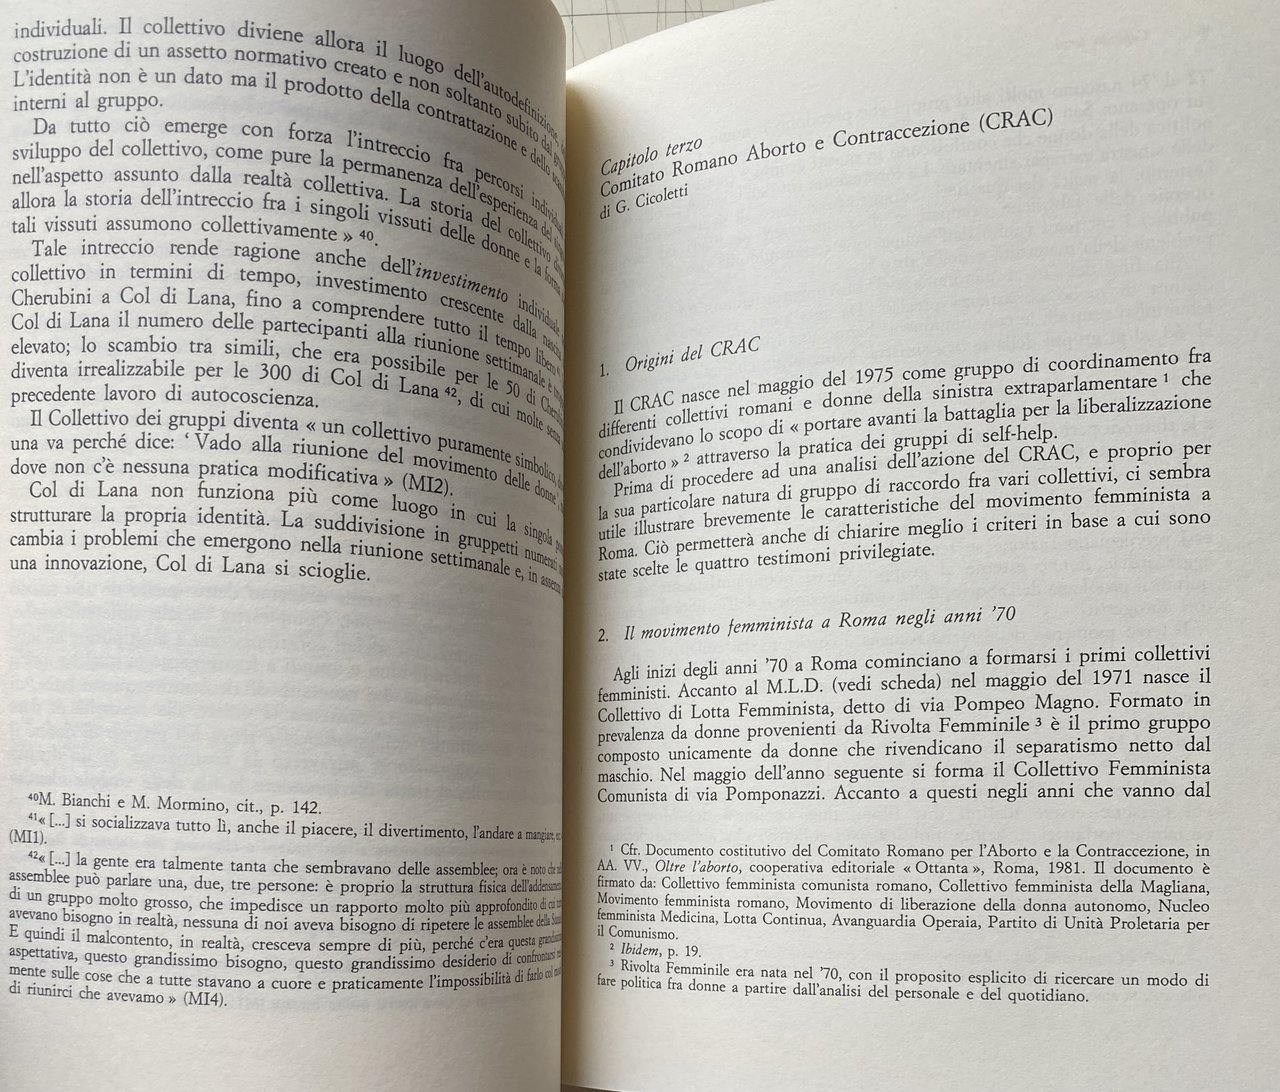 individuali. Il collettivo diviene allora il luogo dell'autodefinizione,
costruzione di un assetto normativo creato e non soltanto subito dal
L'identità non è un dato ma il prodotto della contrattazione e dello
interni al gruppo.
Da tutto ciò emerge con forza l'intreccio fra percorsi
sviluppo del collettivo, come pure la permanenza dell'esperienza del
nell'aspetto assunto dalla realtà collettiva. La storia del collettivo
allora la storia dell'intreccio fra i singoli vissuti delle donne e la forma
tali vissuti assumono collettivamente » 40.
Tale intreccio rende ragione anche dell'investimento individuale
collettivo in termini di tempo, investimento crescente dalla
Cherubini a Col di Lana, fino a comprendere tutto il tempo libero
Col di Lana il numero delle partecipanti alla riunione settimanale è
elevato; lo scambio tra simili, che era possibile per le 50 di
diventa irrealizzabile per le 300 di Col di Lana 42, di cui molte senza
precedente lavoro di autocoscienza.
Il Collettivo dei gruppi diventa « un collettivo puramente simbolico,
una va perché dice: ‘Vado alla riunione del movimento delle donne’,
dove non c'è nessuna pratica modificativa » (MI2).
Col di Lana non funziona più come luogo in cui la singola
strutturare la propria identità. La suddivisione in gruppetti numerati
cambia i problemi che emergono nella riunione settimanale e, in
una innovazione, Col di Lana si scioglie.
40M. Bianchi e M. Mormino, cit., p. 142.
41« [...] si socializzava tutto lì, anche il piacere, il divertimento, l'andare a mangiare,
(MI1).
42« [...] la gente era talmente tanta che sembravano delle assemblee; ora è noto che
assemblee può parlare una, due, tre persone: è proprio la struttura fisica
di un gruppo molto grosso, che impedisce un rapporto molto più approfondito di cui
avevano bisogno in realtà, nessuna di noi aveva bisogno di ripetere le assemblee della
E quindi il malcontento, in realtà, cresceva sempre di più, perché c'era questa
aspettativa, questo grandissimo bisogno, questo grandissimo desiderio di
mente sulle cose che a tutte stavano a cuore e praticamente l'impossibilità di farlo col
di riunirci che avevamo » (MI4).
Capitolo terzo
Comitato Romano Aborto e Contraccezione (CRAC)
di G. Cicoletti
1. Origini del CRAC
Il CRAC nasce nel maggio del 1975 come gruppo di coordinamento fra
differenti collettivi romani e donne della sinistra extraparlamentare 1 che
condividevano lo scopo di « portare avanti la battaglia per la liberalizzazione
dell'aborto » 2 attraverso la pratica dei gruppi di self-help.
Prima di procedere ad una analisi dell'azione del CRAC, e proprio per
la sua particolare natura di gruppo di raccordo fra vari collettivi, ci sembra
utile illustrare brevemente le caratteristiche del movimento femminista a
Roma. Ciò permetterà anche di chiarire meglio i criteri in base a cui sono
state scelte le quattro testimoni privilegiate.
2. Il movimento femminista a Roma negli anni '70
Agli inizi degli anni '70 a Roma cominciano a formarsi i primi collettivi
femministi. Accanto al M.L.D. (vedi scheda) nel maggio del 1971 nasce il
Collettivo di Lotta Femminista, detto di via Pompeo Magno. Formato in
prevalenza da donne provenienti da Rivolta Femminile 3 è il primo gruppo
composto unicamente da donne che rivendicano il separatismo netto dal
maschio. Nel maggio dell'anno seguente si forma il Collettivo Femminista
Comunista di via Pomponazzi. Accanto a questi negli anni che vanno dal
1 Cfr. Documento costitutivo del Comitato Romano per l'Aborto e la Contraccezione, in
AA. VV., Oltre l'aborto, cooperativa editoriale « Ottanta », Roma, 1981. Il documento è
firmato da: Collettivo femminista comunista romano, Collettivo femminista della Magliana,
Movimento femminista romano, Movimento di liberazione della donna autonomo, Nucleo
femminista Medicina, Lotta Continua, Avanguardia Operaia, Partito di Unità Proletaria per
il Comunismo.
2 Ibidem, p. 19.
3 Rivolta Femminile era nata nel '70, con il proposito esplicito di ricercare un modo di
fare politica fra donne a partire dall'analisi del personale e del quotidiano.